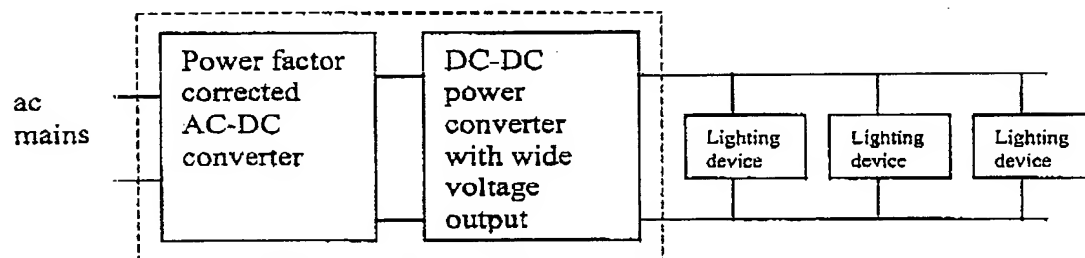 ac
mains
Power factor
corrected
AC-DC
converter
DC-DC
power
converter
with wide
voltage
output
Lighting
device
Lighting
device
Lighting
device